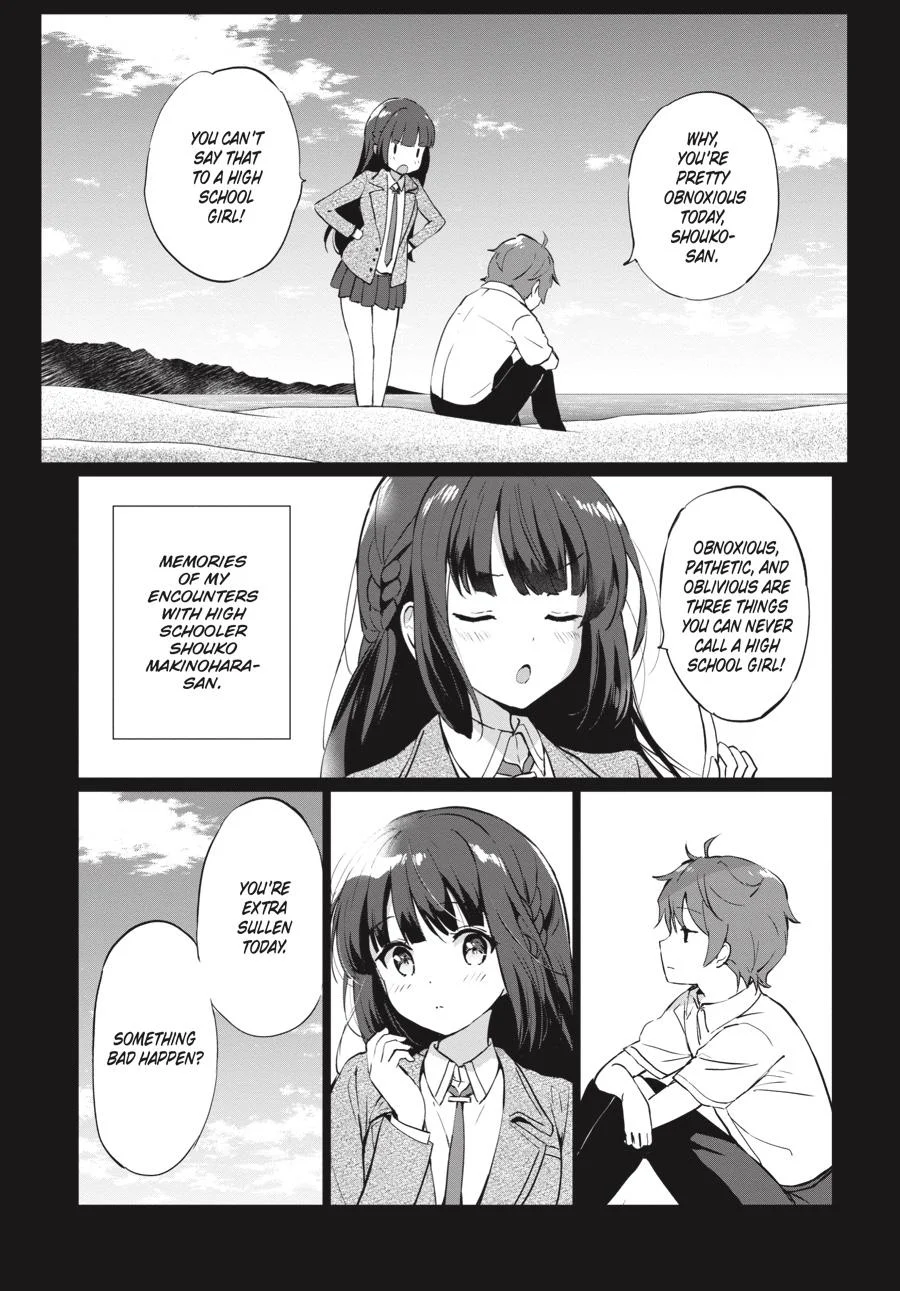 WHY,
YOU'RE
PRETTY
OBNOXIOUS
TODAY,
SHOUKO-
SAN.
YOU CAN'T
SAY THAT
TO A HIGH
SCHOOL
GIRL!
OBNOXIOUS,
PATHETIC, AND
OBLIVIOUS ARE
THREE THINGS
YOU CAN NEVER
CALL A HIGH
SCHOOL GIRL!
MEMORIES
OF MY
ENCOUNTERS
WITH HIGH
SCHOOLER
SHOUKO
MAKINOHARA-
SAN.
YOU'RE
EXTRA
SULLEN
TODAY.
SOMETHING
BAD HAPPEN?